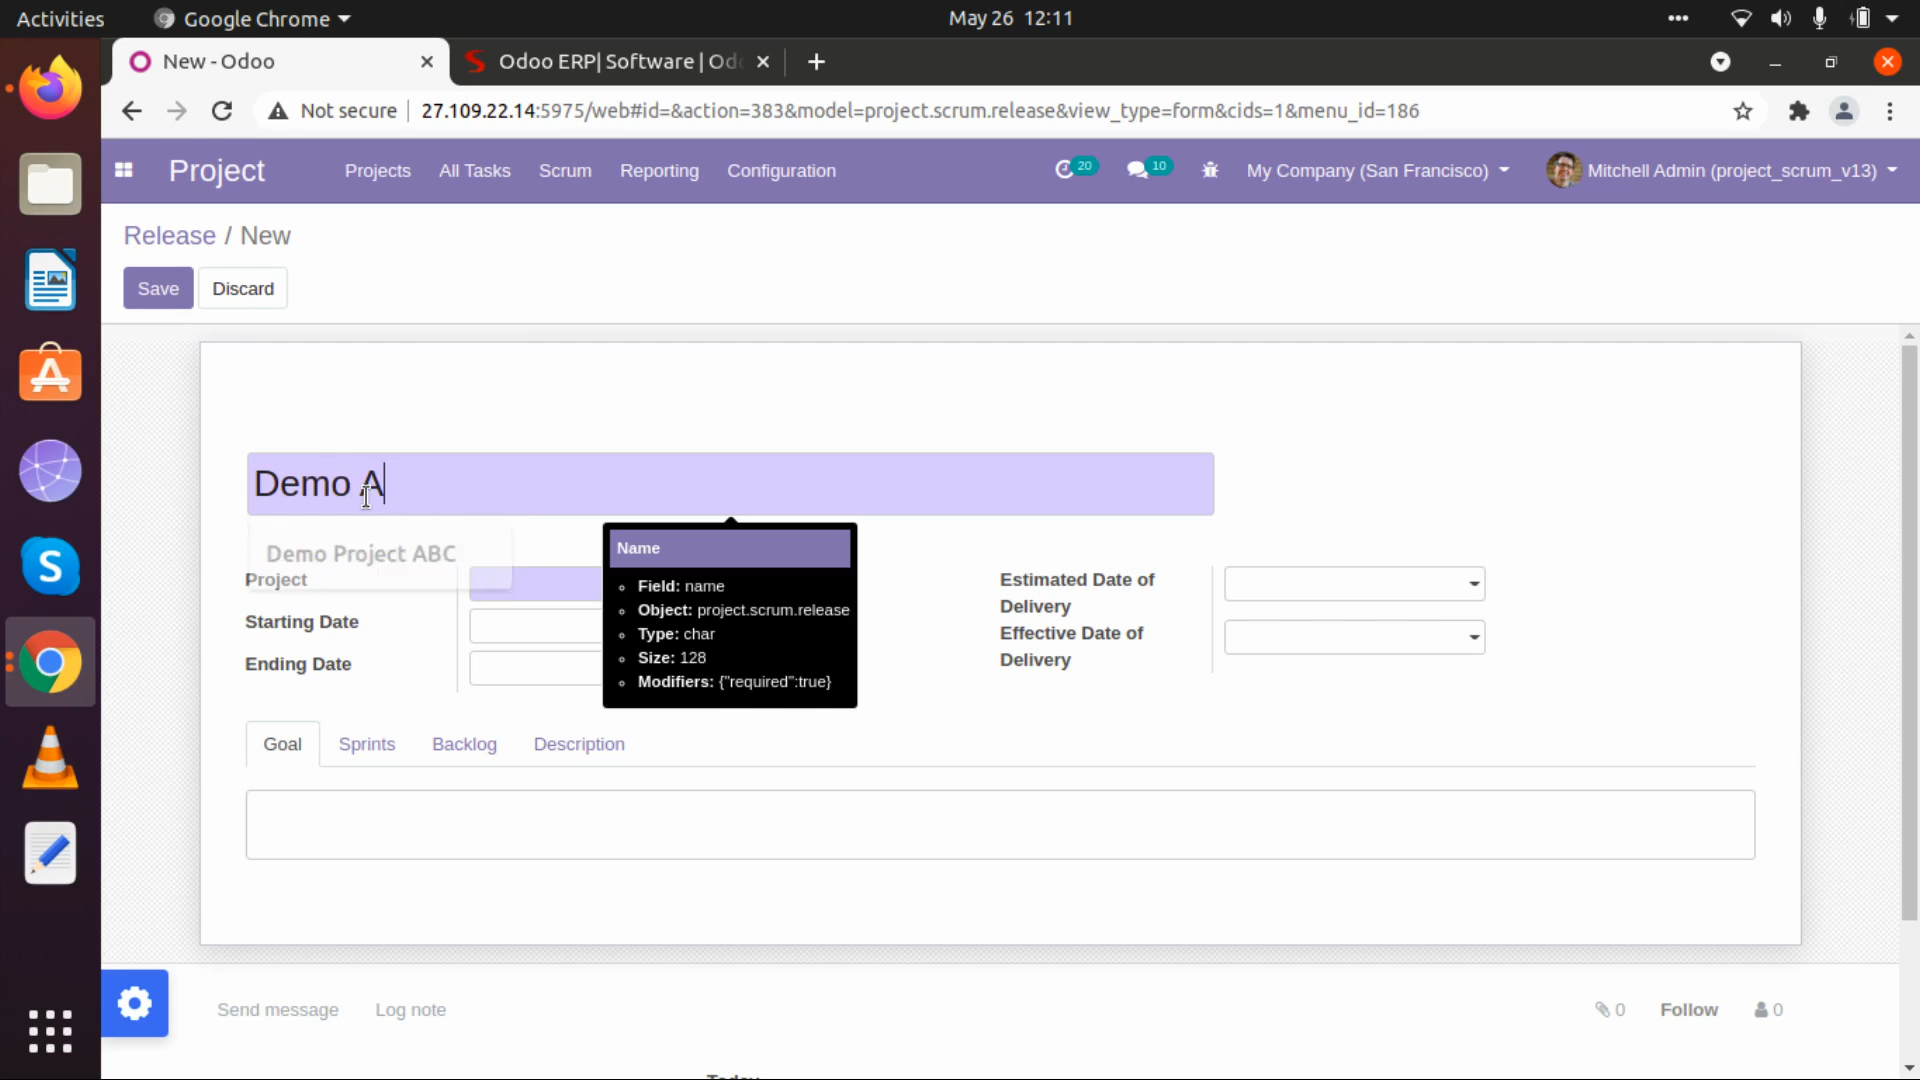 Activities
Google Chrome
May 26 12:11
New - Odoo
Odoo ERP| Software | Od
Not secure
27.109.22.14:5975/web#id=&action=383&model=project.scrum.release&view_type=form&cids=1&menu_id=186
Project
Projects
All Tasks
Scrum
Reporting
Configuration
20
10
My Company (San Francisco)
Mitchell Admin (project_scrum_v13)
Release / New
Save
Discard
Demo A
Demo Project ABC
Name
Field: name
Object: project.scrum.release
Type: char
Size: 128
Modifiers: {"required":true}
Project
Starting Date
Ending Date
Estimated Date of
Delivery
Effective Date of
Delivery
Goal
Sprints
Backlog
Description
Send message
Log note
0
Follow
0
Today